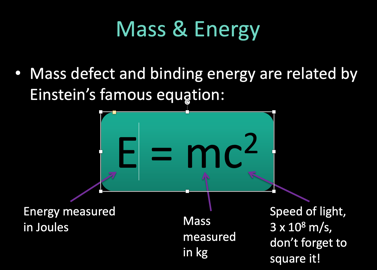 Mass & Energy
• Mass defect and binding energy are related by
Einstein's famous equation:
E = mc²
Energy measured
in Joules
Mass
measured
in kg
Speed of light,
3 x 10⁸ m/s,
don't forget to
square it!